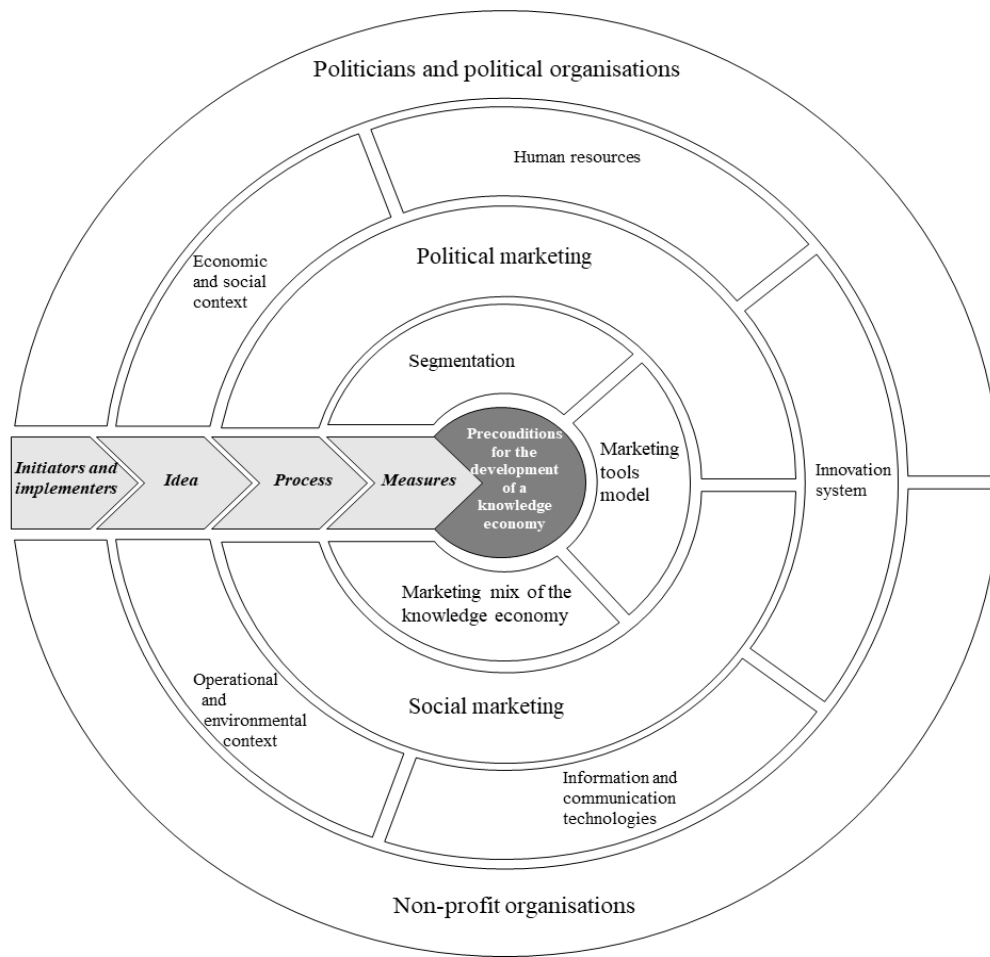 Politicians and political organisations
Human resources
Economic
and social
context
Political marketing
Segmentation
Initiators and
implementers
Idea
Process
Measures
Preconditions
for the
development
of a
knowledge
economy
Marketing
tools
model
Innovation
system
Marketing mix of the
knowledge economy
Operational
and
environmental
context
Social marketing
Information and
communication
technologies
Non-profit organisations